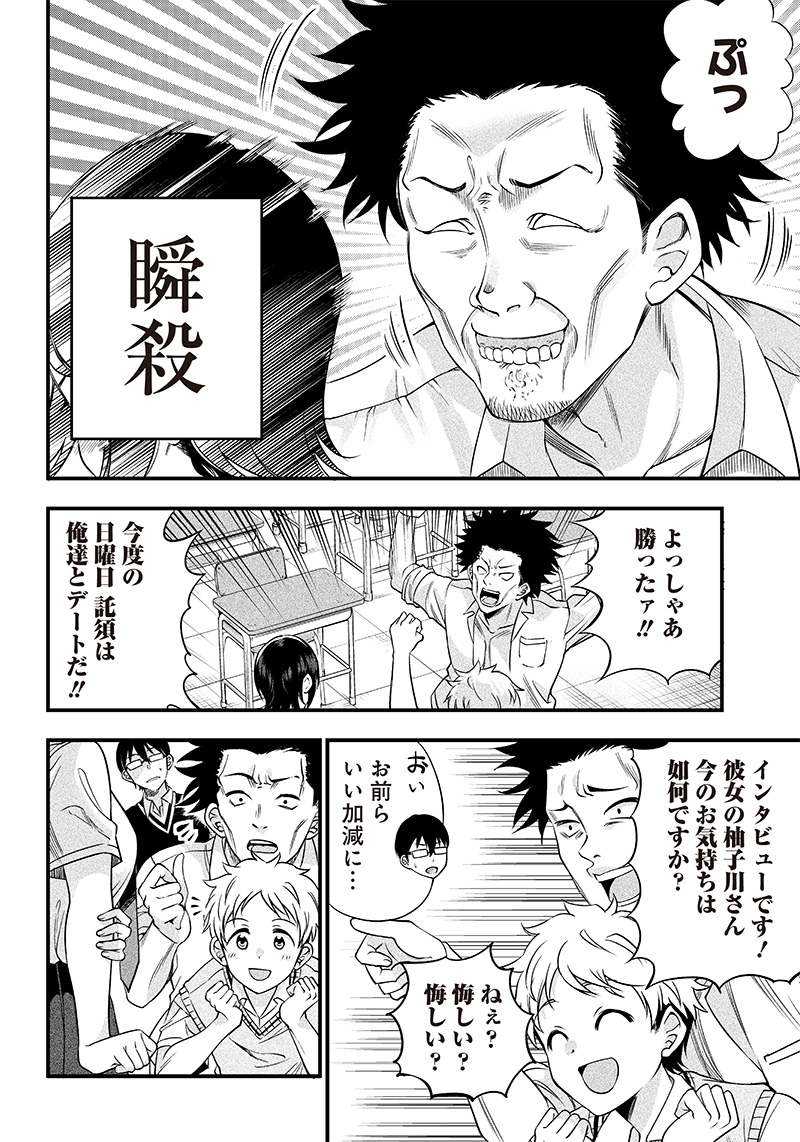 ぷっ
瞬殺
よっしゃあ
勝ったァ!!
今度の
日曜日 託須は
俺達とデートだ!!
インタビューです!
彼女の柚子川さん
今のお気持ちは
如何ですか?
おい
お前ら
いい加減に…
ねぇ?
悔しい?
悔しい?